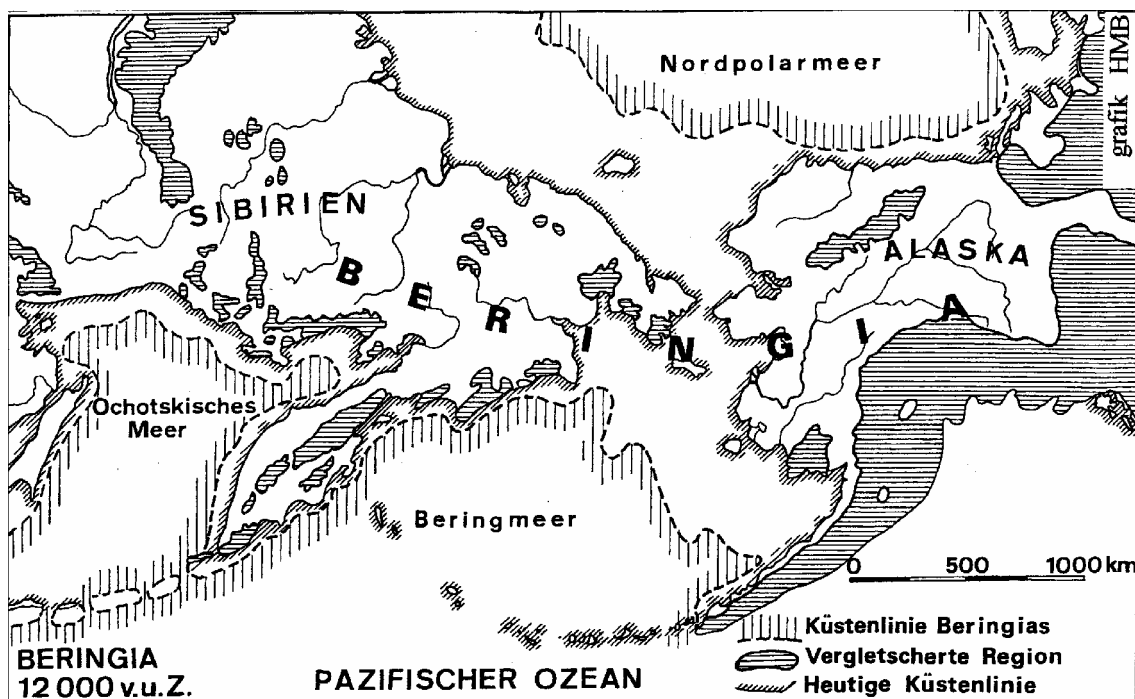 Nordpolarmeer
grafik HMB
SIBIRIEN
ALASKA
BERINGIA
Ochotskisches
Meer
Beringmeer
0 500 1000 km
BERINGIA
12 000 v.u.Z.
PAZIFISCHER OZEAN
Küstenlinie Beringias
Vergletscherte Region
Heutige Küstenlinie